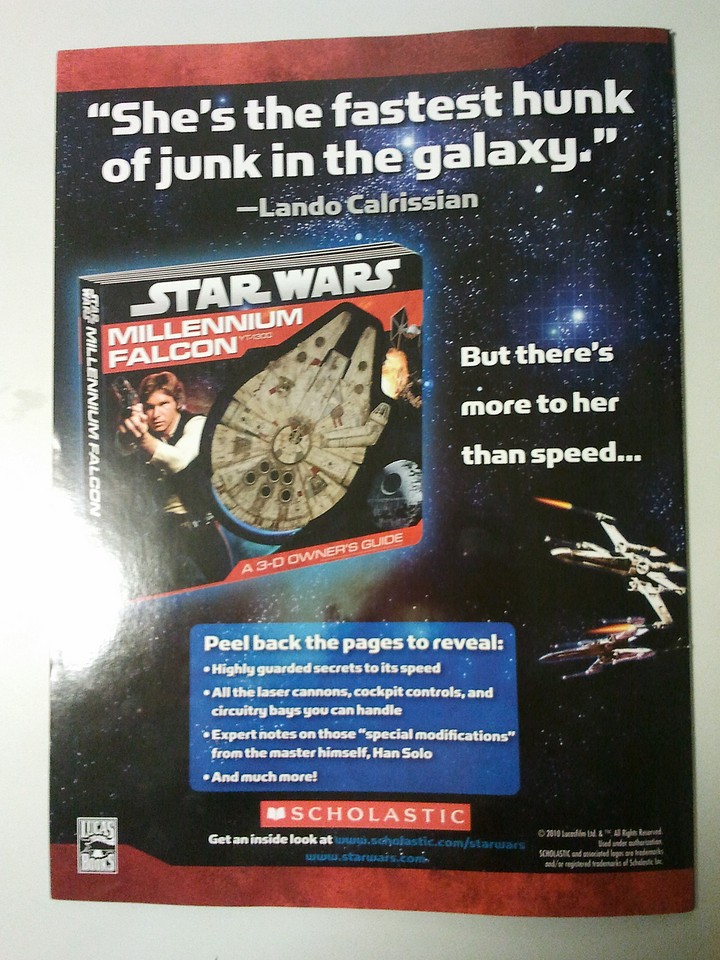 “She’s the fastest hunk
of junk in the galaxy.”
—Lando Calrissian
STAR WARS
MILLENNIUM
FALCON
YT-1300
STAR WARS MILLENNIUM FALCON
A 3-D OWNER'S GUIDE
But there's
more to her
than speed...
Peel back the pages to reveal:
• Highly guarded secrets to its speed
• All the laser cannons, cockpit controls, and
circuitry bays you can handle
• Expert notes on those “special modifications”
from the master himself, Han Solo
• And much more!
SCHOLASTIC
Get an inside look at www.scholastic.com/starwars
www.starwars.com
LUCAS
BOOKS
© 2010 Lucasfilm Ltd. & ™. All Rights Reserved.
Used under authorization.
SCHOLASTIC and associated logos are trademarks
and/or registered trademarks of Scholastic Inc.